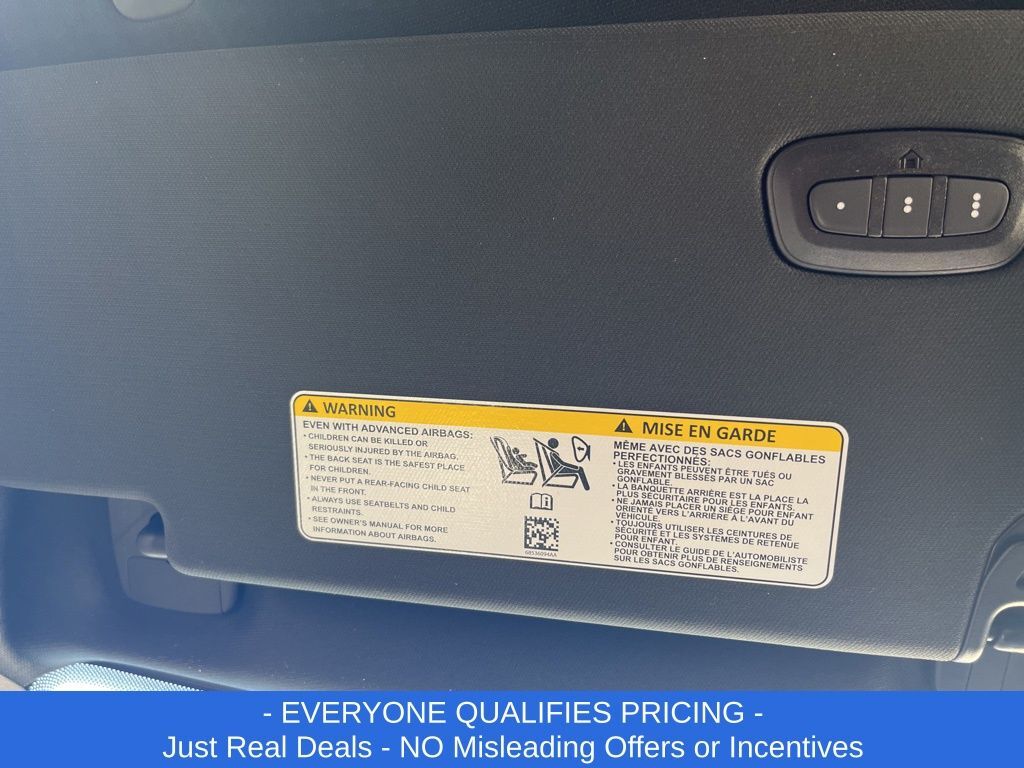 WARNING
EVEN WITH ADVANCED AIRBAGS:
• CHILDREN CAN BE KILLED OR
SERIOUSLY INJURED BY THE AIRBAG.
• THE BACK SEAT IS THE SAFEST PLACE
FOR CHILDREN.
• NEVER PUT A REAR-FACING CHILD SEAT
IN THE FRONT.
• ALWAYS USE SEATBELTS AND CHILD
RESTRAINTS.
• SEE OWNER'S MANUAL FOR MORE
INFORMATION ABOUT AIRBAGS.
68536094AA
MISE EN GARDE
MÊME AVEC DES SACS GONFLABLES
PERFECTIONNÉS:
• LES ENFANTS PEUVENT ÊTRE TUÉS OU
GRAVEMENT BLESSÉS PAR UN SAC
GONFLABLE.
• LA BANQUETTE ARRIÈRE EST LA PLACE LA
PLUS SÉCURITAIRE POUR LES ENFANTS.
• NE JAMAIS PLACER UN SIÈGE POUR ENFANT
ORIENTÉ VERS L'ARRIÈRE À L'AVANT DU
VÉHICULE.
• TOUJOURS UTILISER LES CEINTURES DE
SÉCURITÉ ET LES SYSTÈMES DE RETENUE
POUR ENFANT.
• CONSULTER LE GUIDE DE L'AUTOMOBILISTE
POUR OBTENIR PLUS DE RENSEIGNEMENTS
SUR LES SACS GONFLABLES.
- EVERYONE QUALIFIES PRICING -
Just Real Deals - NO Misleading Offers or Incentives